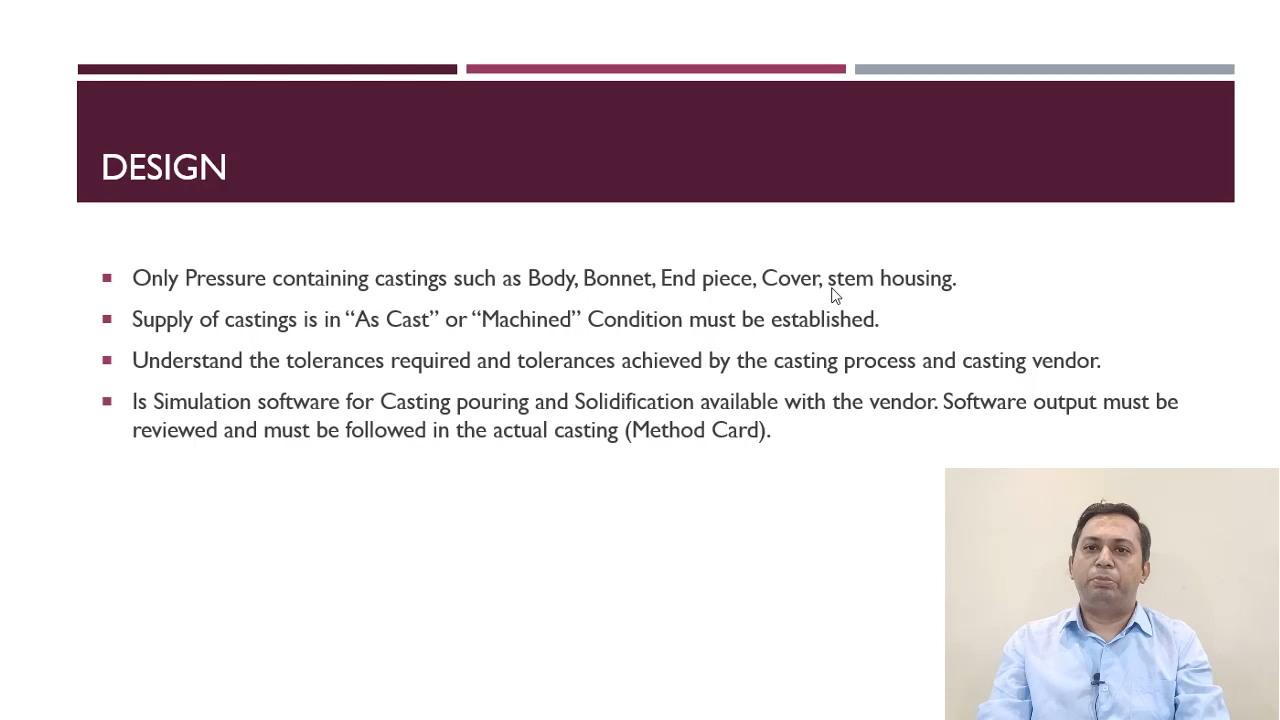 DESIGN
Only Pressure containing castings such as Body, Bonnet, End piece, Cover, stem housing.
Supply of castings is in “As Cast” or “Machined” Condition must be established.
Understand the tolerances required and tolerances achieved by the casting process and casting vendor.
Is Simulation software for Casting pouring and Solidification available with the vendor. Software output must be
reviewed and must be followed in the actual casting (Method Card).